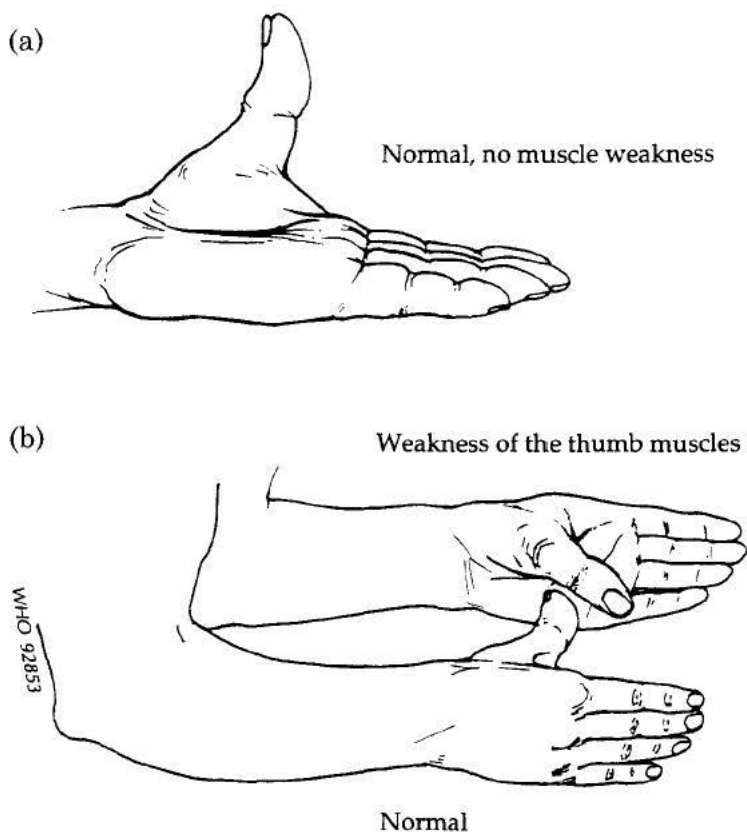 (a)
Normal, no muscle weakness
(b)
Weakness of the thumb muscles
WHO 92853
Normal